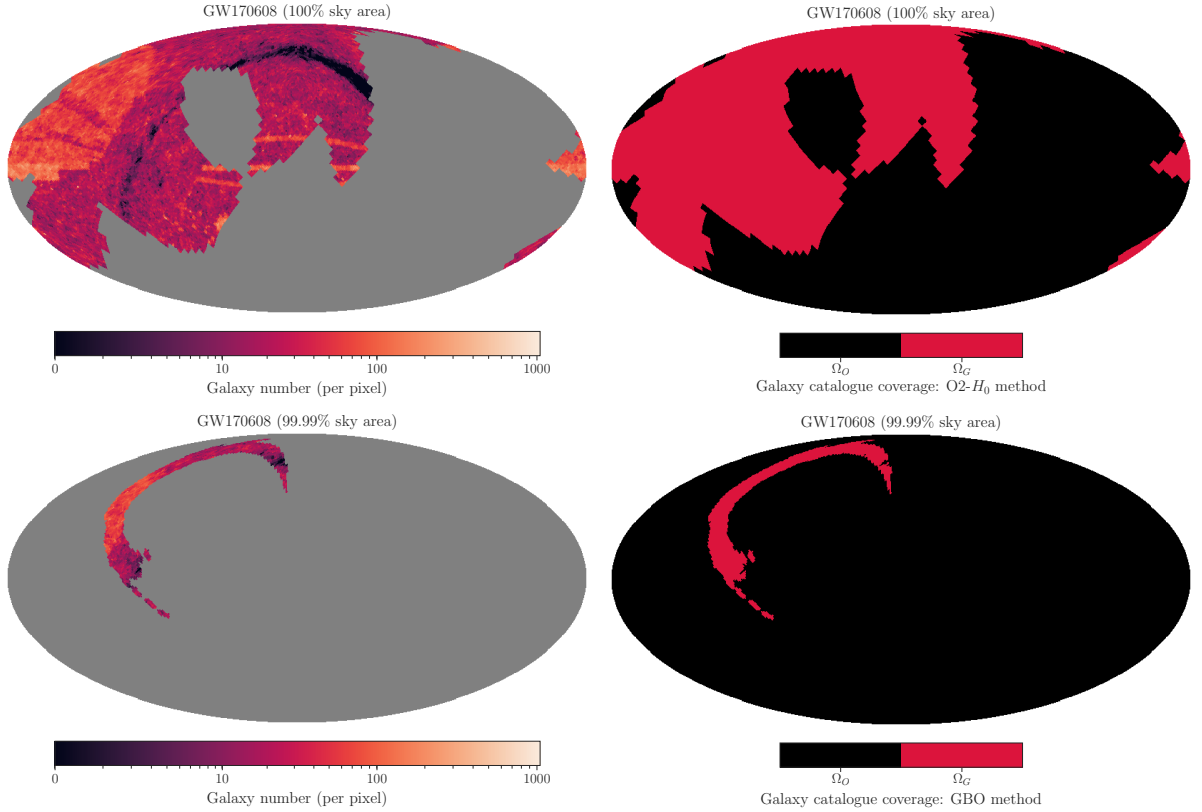 GW170608 (100% sky area)
GW170608 (100% sky area)
0 10 100 1000
Galaxy number (per pixel)
Ω_O Ω_G
Galaxy catalogue coverage: O2-H_0 method
GW170608 (99.99% sky area)
GW170608 (99.99% sky area)
0 10 100 1000
Galaxy number (per pixel)
Ω_O Ω_G
Galaxy catalogue coverage: GBO method